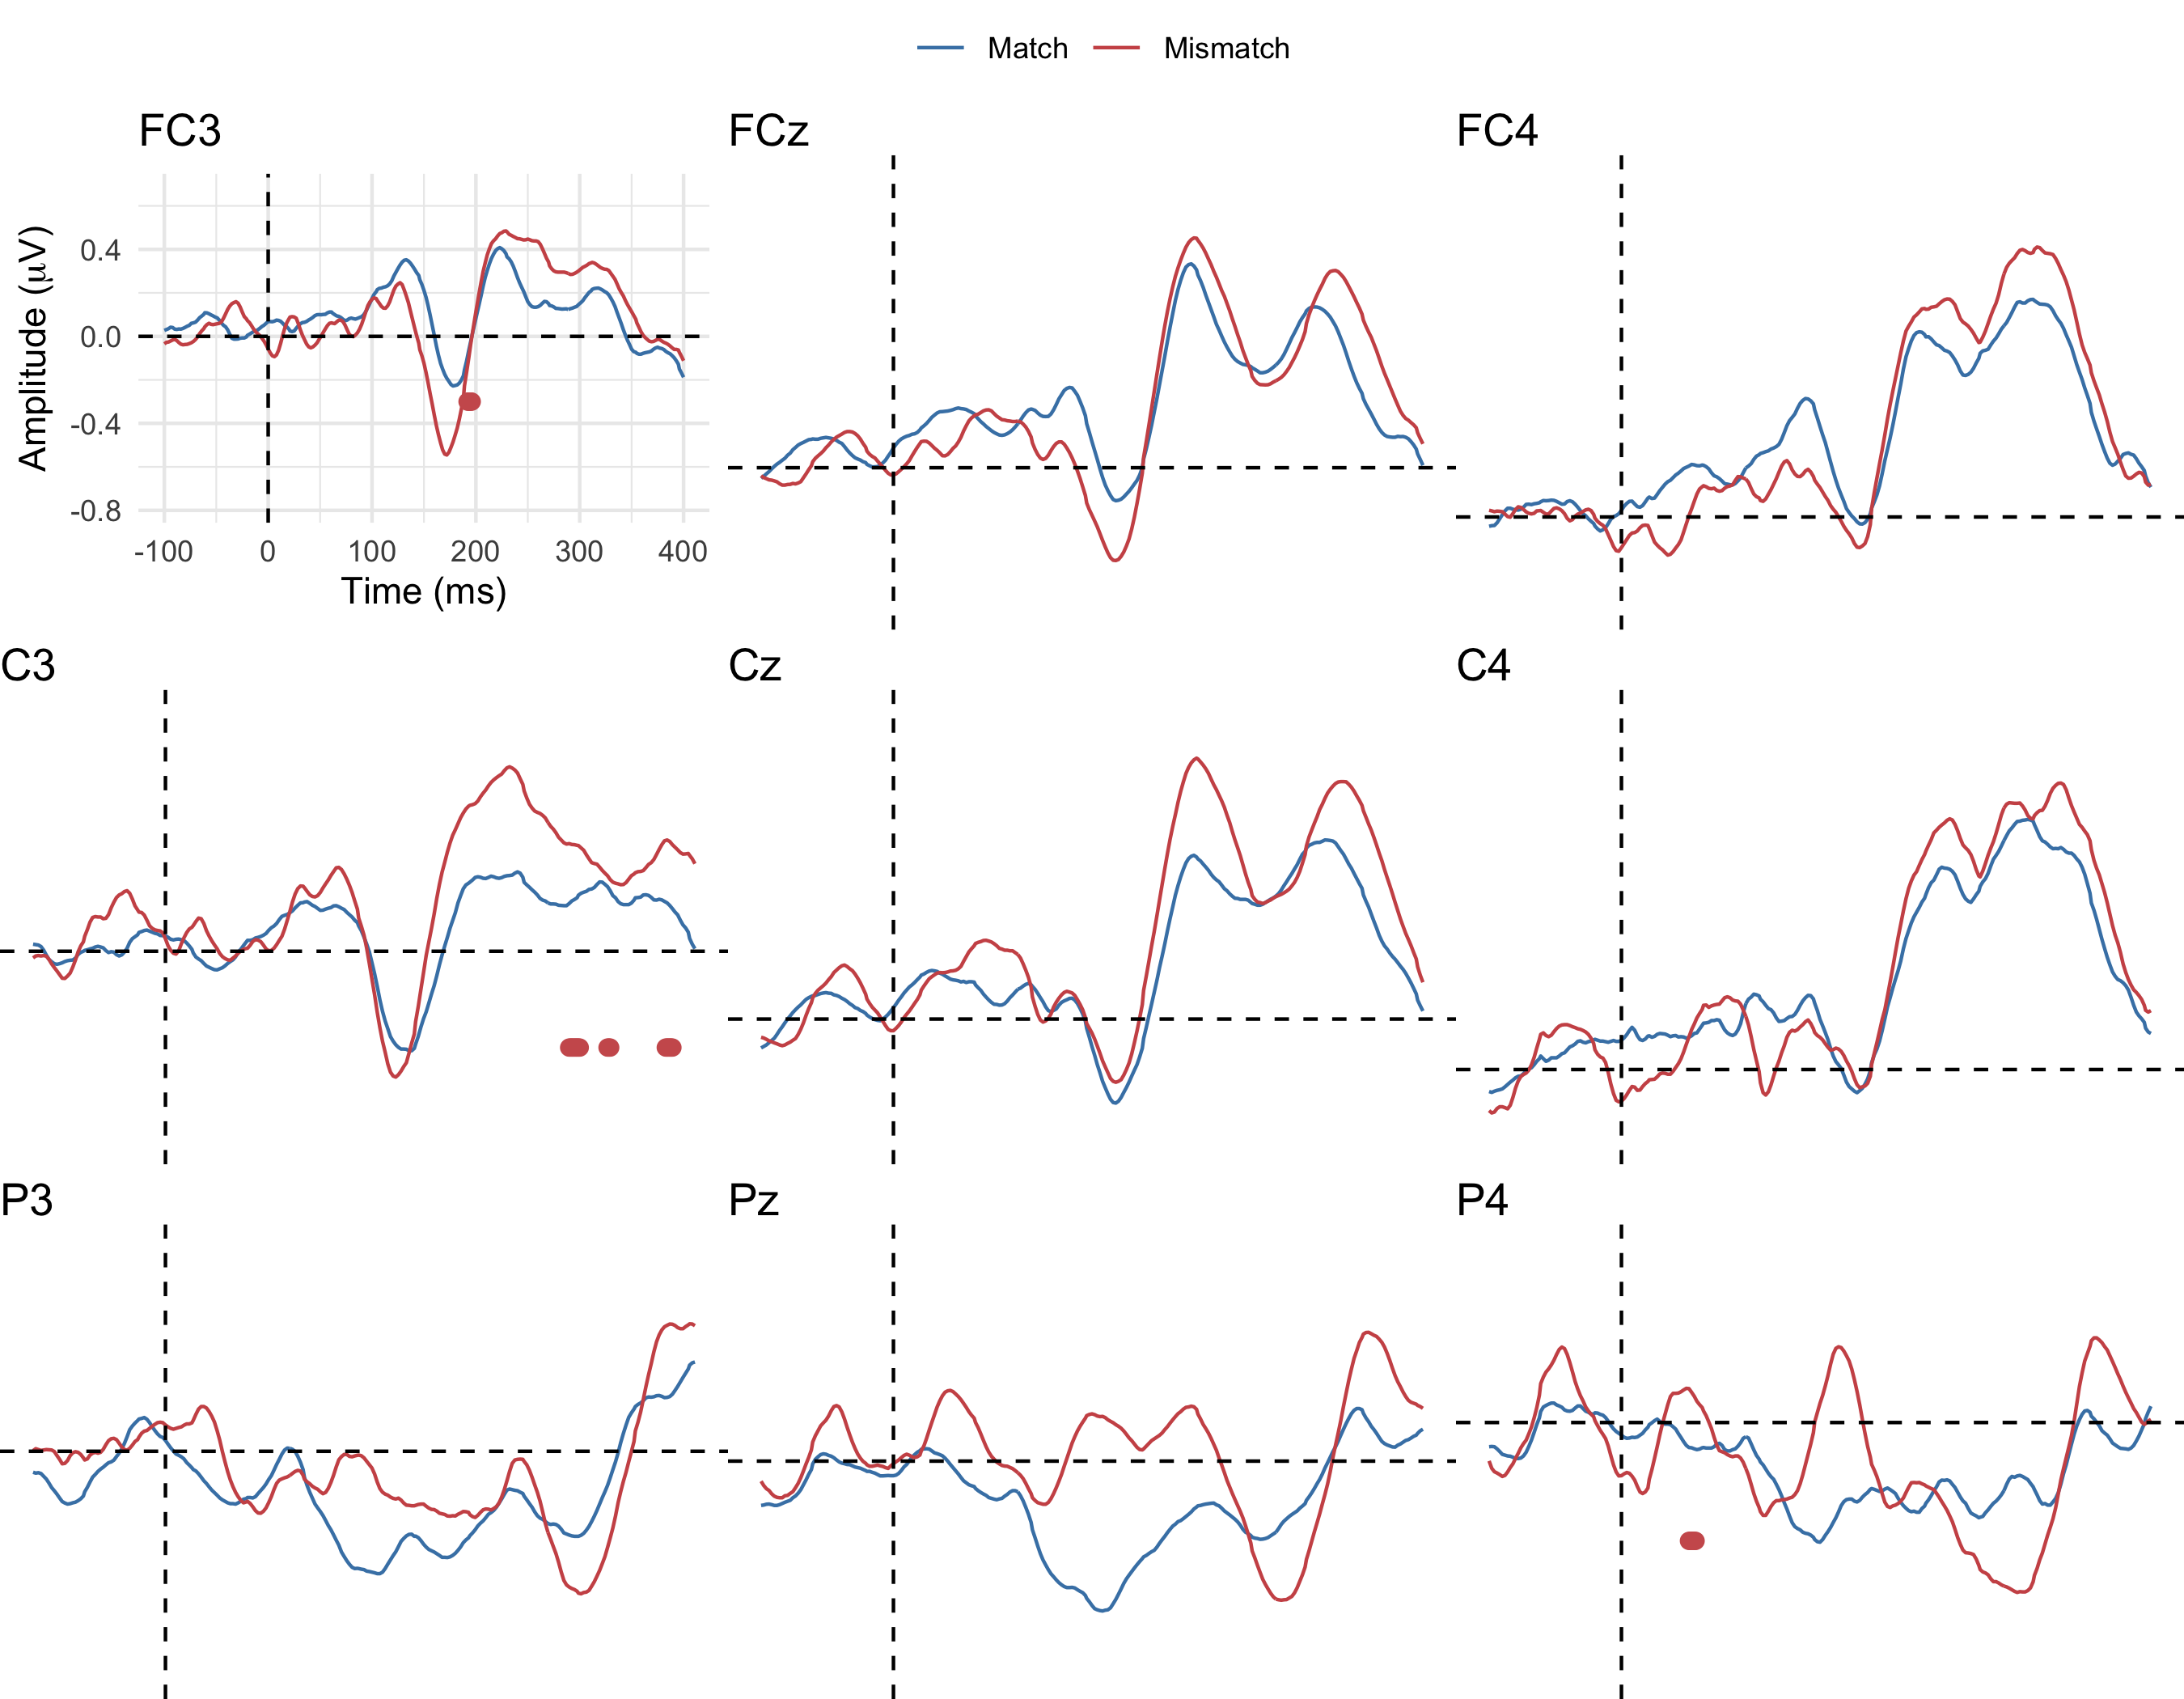 Match Mismatch
FC3
FCz
FC4
Amplitude (μV)
0.4
0.0
-0.4
-0.8
-100 0 100 200 300 400
Time (ms)
C3
Cz
C4
P3
Pz
P4